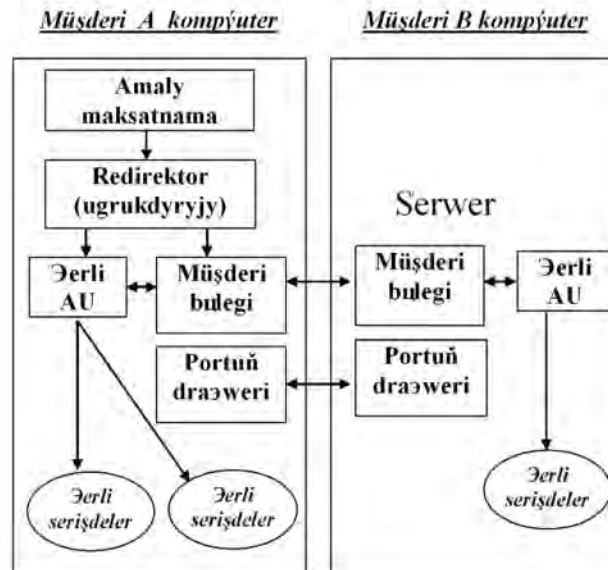 Müşderi A kompýuter
Müşderi B kompýuter
Amaly
maksatnama
Redirektor
(ugrukdyryjy)
Эerli
AU
Müşderi
bulegi
Portuň
draэweri
Эerli
serişdeler
Эerli
serişdeler
Serwer
Müşderi
bulegi
Эerli
AU
Portuň
draэweri
Эerli
serişdeler